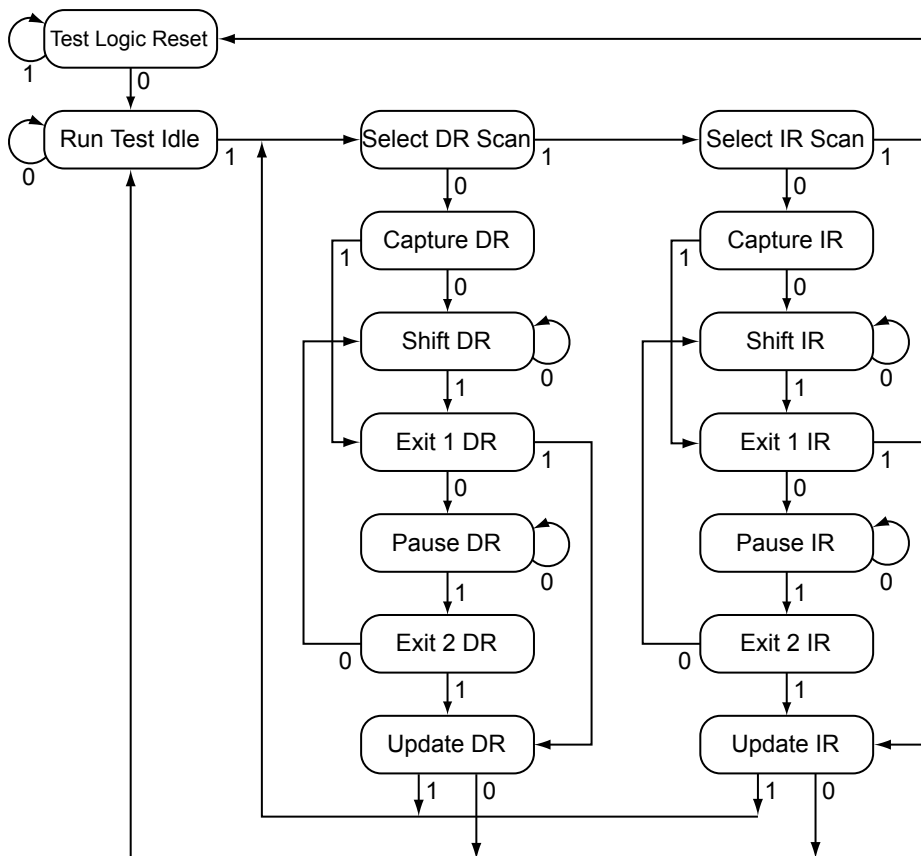 Test Logic Reset
1
0
Run Test Idle
0
1
Select DR Scan
1
0
Select IR Scan
1
0
Capture DR
1
0
Capture IR
1
0
Shift DR
0
1
Shift IR
0
1
Exit 1 DR
1
0
Exit 1 IR
1
0
Pause DR
0
1
Pause IR
0
1
Exit 2 DR
0
1
Exit 2 IR
0
1
Update DR
1
0
Update IR
1
0